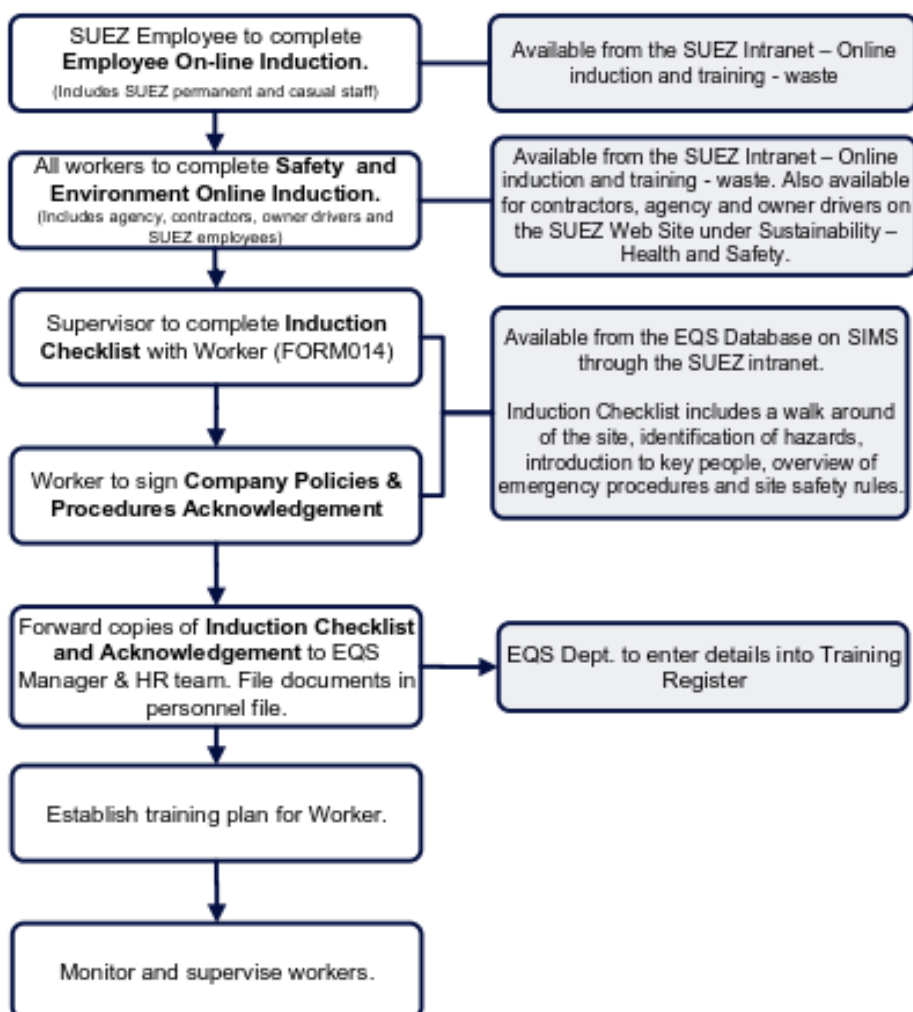 SUEZ Employee to complete
Employee On-line Induction.
(Includes SUEZ permanent and casual staff)
Available from the SUEZ Intranet – Online
induction and training - waste
All workers to complete Safety and
Environment Online Induction.
(Includes agency, contractors, owner drivers and
SUEZ employees)
Available from the SUEZ Intranet – Online
induction and training - waste. Also available
for contractors, agency and owner drivers on
the SUEZ Web Site under Sustainability –
Health and Safety.
Supervisor to complete Induction
Checklist with Worker (FORM014)
Available from the EQS Database on SIMS
through the SUEZ intranet.
Induction Checklist includes a walk around
of the site, identification of hazards,
introduction to key people, overview of
emergency procedures and site safety rules.
Worker to sign Company Policies &
Procedures Acknowledgement
Forward copies of Induction Checklist
and Acknowledgement to EQS
Manager & HR team. File documents in
personnel file.
EQS Dept. to enter details into Training
Register
Establish training plan for Worker.
Monitor and supervise workers.